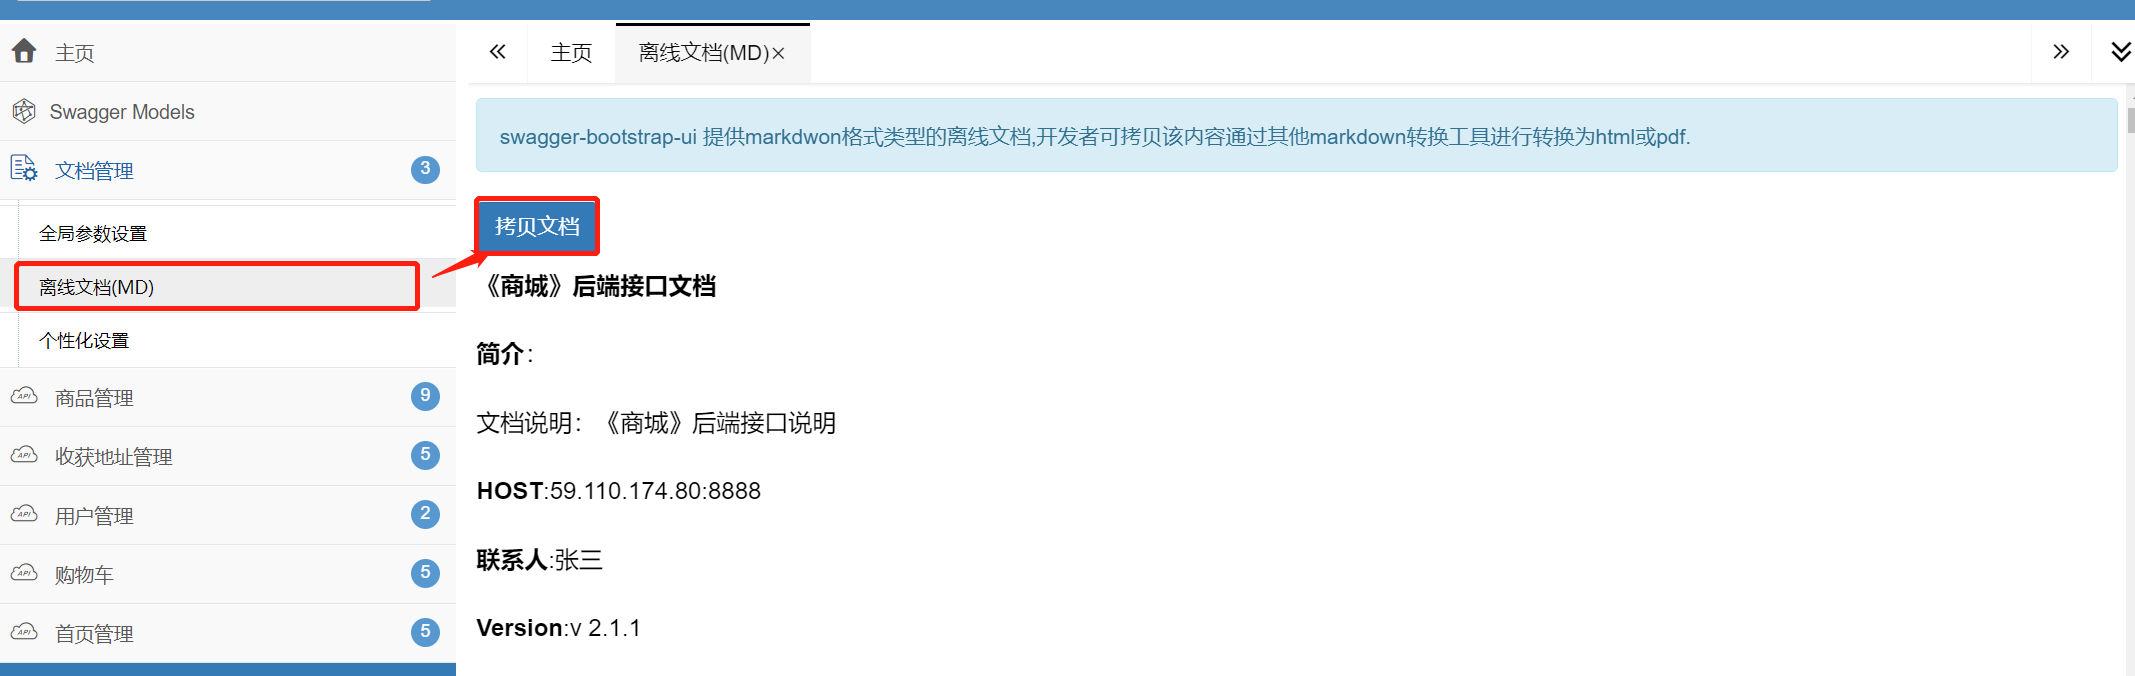 主页
Swagger Models
文档管理 3
全局参数设置
离线文档(MD)
个性化设置
商品管理 9
收获地址管理 5
用户管理 2
购物车 5
首页管理 5
主页 离线文档(MD)×
swagger-bootstrap-ui 提供markdwon格式类型的离线文档,开发者可拷贝该内容通过其他markdown转换工具进行转换为html或pdf.
拷贝文档
《商城》后端接口文档
简介:
文档说明：《商城》后端接口说明
HOST:59.110.174.80:8888
联系人:张三
Version:v 2.1.1